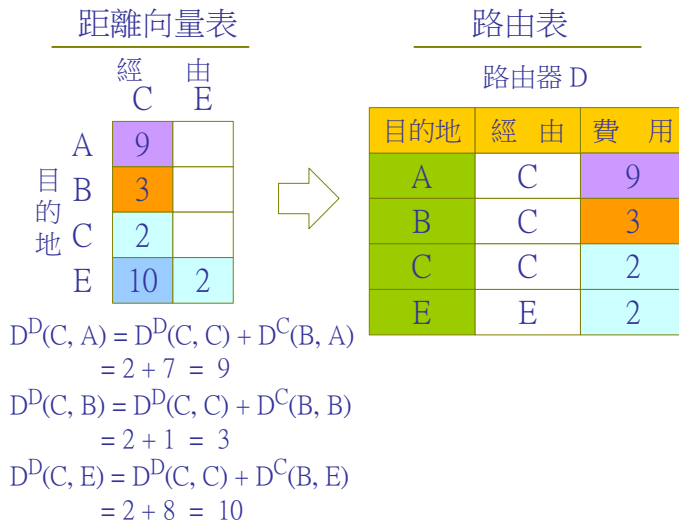 距離向量表
經 由
C E
A 9
B 3
C 2
E 10 2
目的地
D^D(C, A) = D^D(C, C) + D^C(B, A)
= 2 + 7 = 9
D^D(C, B) = D^D(C, C) + D^C(B, B)
= 2 + 1 = 3
D^D(C, E) = D^D(C, C) + D^C(B, E)
= 2 + 8 = 10
路由表
路由器 D
目的地 經 由 費 用
A C 9
B C 3
C C 2
E E 2